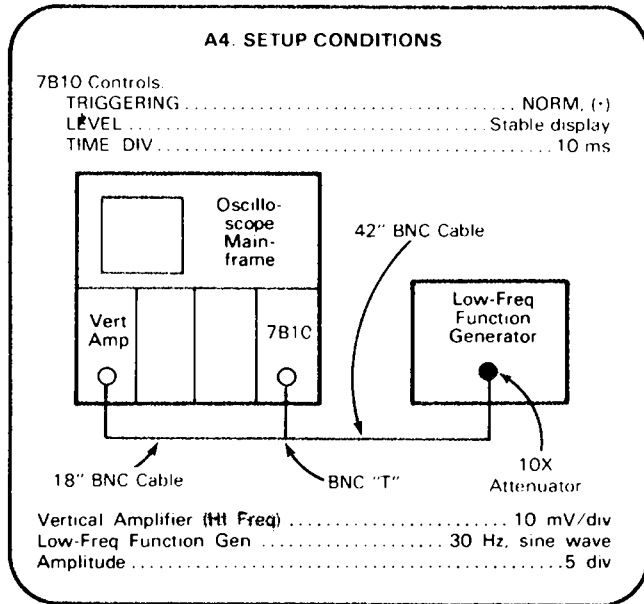 A4. SETUP CONDITIONS
7B10 Controls.
TRIGGERING ........................................ NORM, (+)
LEVEL ........................................ Stable display
TIME DIV ........................................ 10 ms
Oscillo-
scope
Main-
frame
42" BNC Cable
Low-Freq
Function
Generator
Vert
Amp
7B10
18" BNC Cable
BNC "T"
10X
Attenuator
Vertical Amplifier (HI Freq) ........................ 10 mV/div
Low-Freq Function Gen ........................ 30 Hz, sine wave
Amplitude ........................................ 5 div